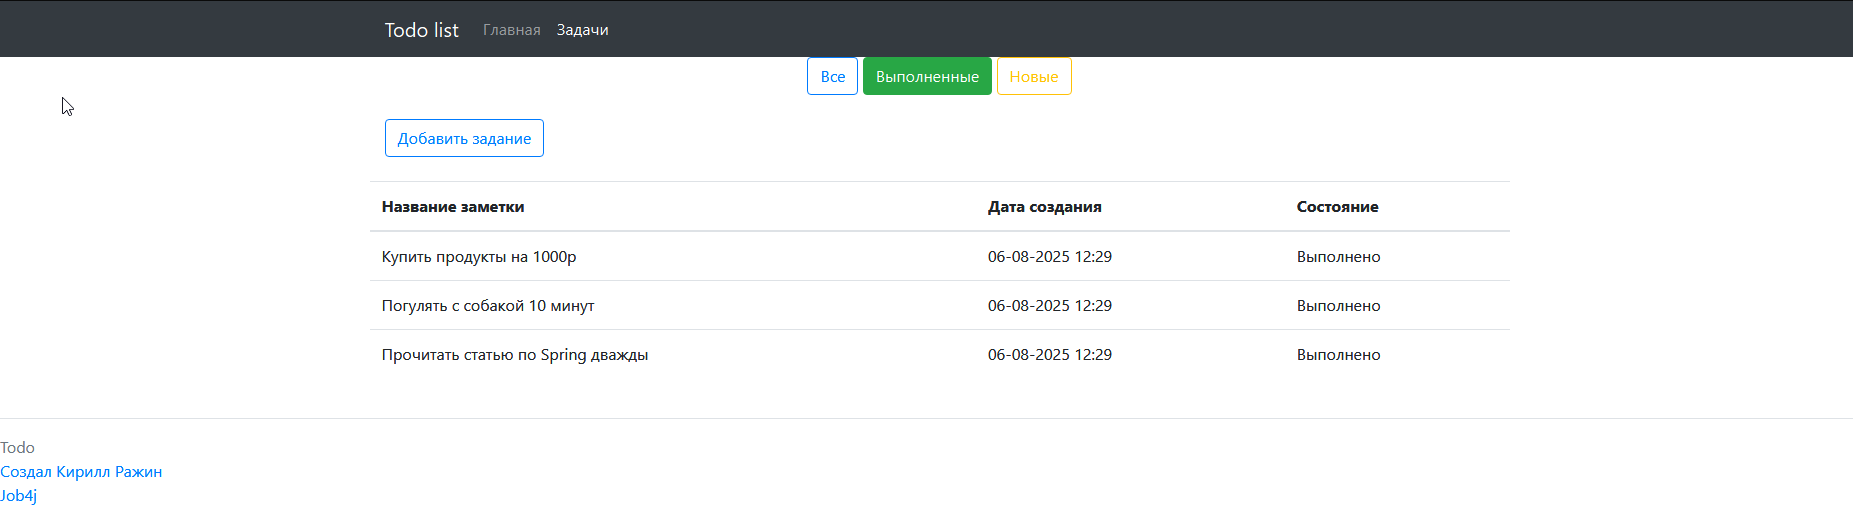 Todo list Главная Задачи
Все Выполненные Новые
Добавить задание
Название заметки Дата создания Состояние
Купить продукты на 1000р 06-08-2025 12:29 Выполнено
Погулять с собакой 10 минут 06-08-2025 12:29 Выполнено
Прочитать статью по Spring дважды 06-08-2025 12:29 Выполнено
Todo
Создал Кирилл Ражин
Job4j